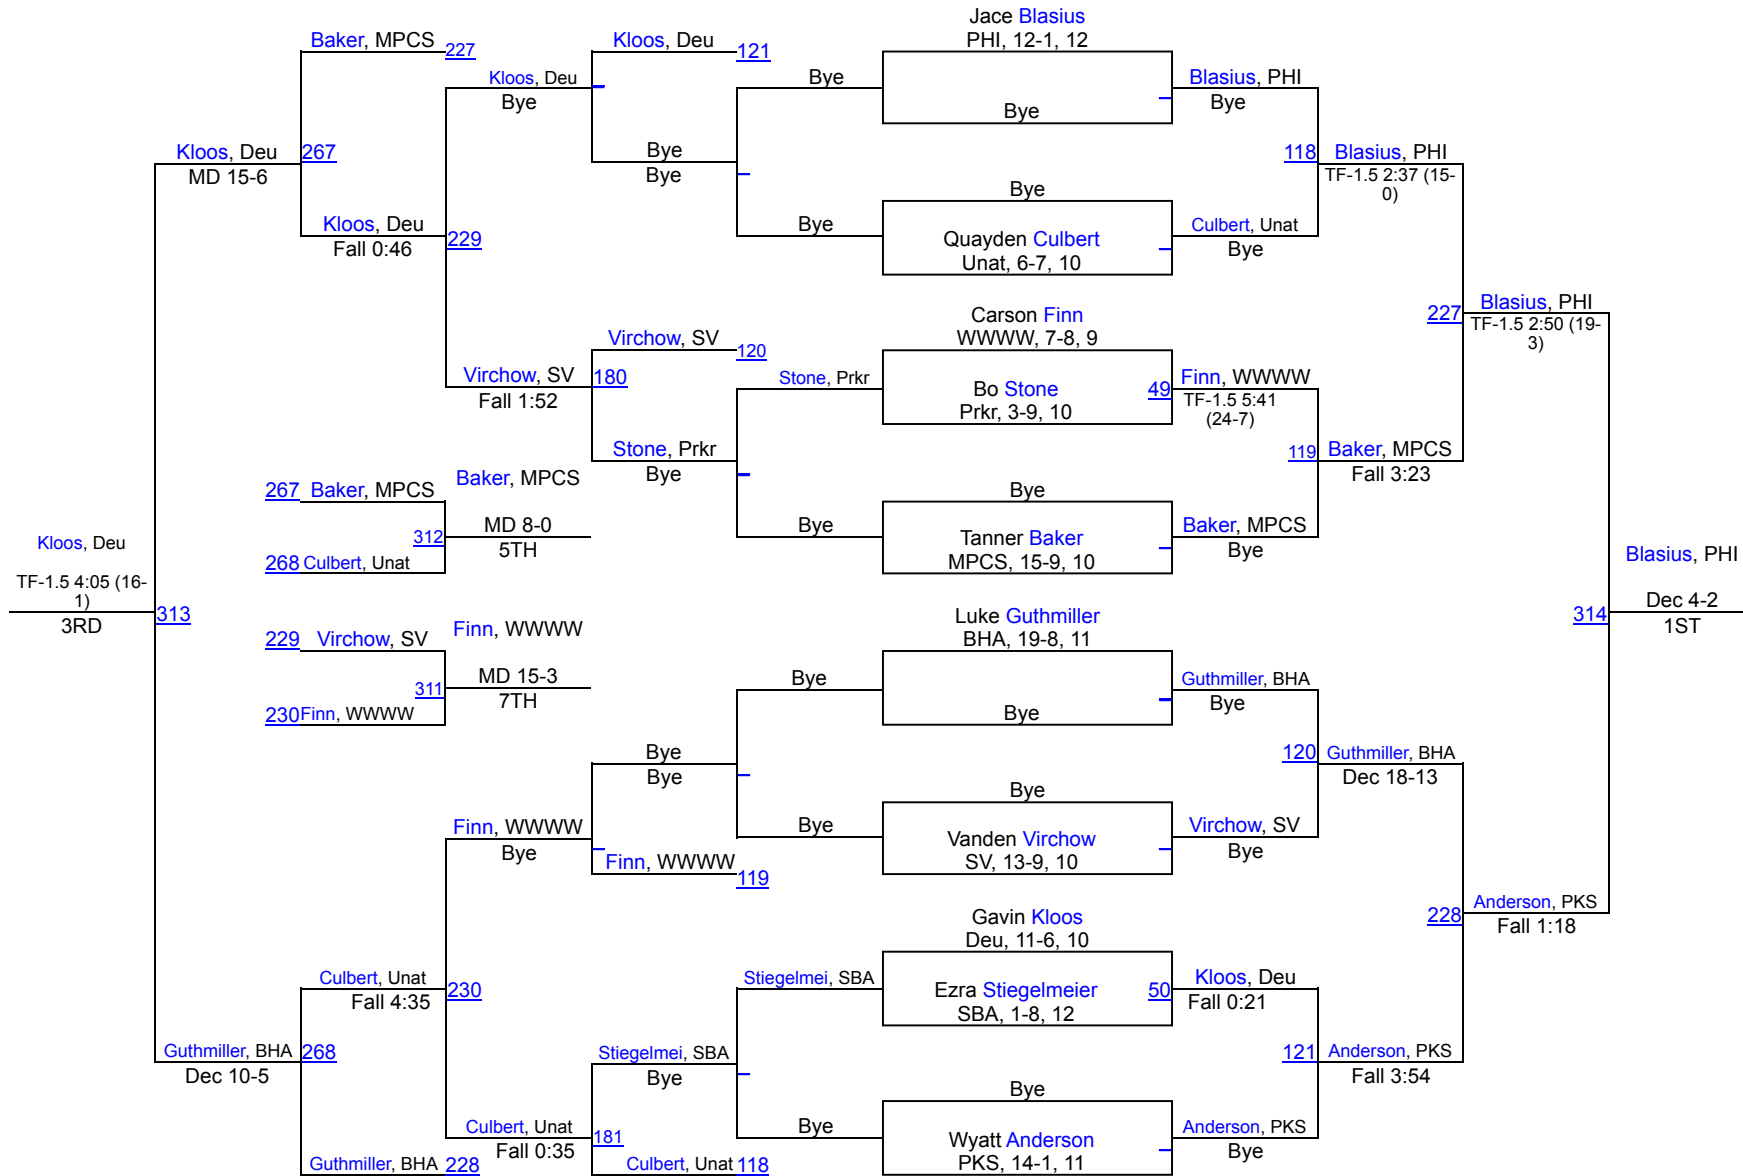 Jace Blasius
PHI, 12-1, 12
Baker, MPCS 227
Kloos, Deu 121
Kloos, Deu
Bye
Bye
Bye
Blasius, PHI
Bye
Kloos, Deu 267
MD 15-6
Bye
Bye
118 Blasius, PHI
TF-1.5 2:37 (15-
0)
Bye
Kloos, Deu 229
Fall 0:46
Bye
Quayden Culbert
Unat, 6-7, 10
Culbert, Unat
Bye
Carson Finn
WWWW, 7-8, 9
227 Blasius, PHI
TF-1.5 2:50 (19-
3)
Virchow, SV 120
Virchow, SV 180
Fall 1:52
Stone, Prkr
Bo Stone 49
Prkr, 3-9, 10
Finn, WWWW
TF-1.5 5:41
(24-7)
Stone, Prkr
Bye
119 Baker, MPCS
Fall 3:23
267 Baker, MPCS
Baker, MPCS
312
MD 8-0
5TH
268 Culbert, Unat
Bye
Bye
Tanner Baker
MPCS, 15-9, 10
Baker, MPCS
Bye
Kloos, Deu
TF-1.5 4:05 (16-
1)
313
3RD
Blasius, PHI
314
Dec 4-2
1ST
229 Virchow, SV
Finn, WWWW
311
MD 15-3
7TH
230 Finn, WWWW
Luke Guthmiller
BHA, 19-8, 11
Bye
Bye
Guthmiller, BHA
Bye
Bye
Bye
120 Guthmiller, BHA
Dec 18-13
Bye
Finn, WWWW
Bye
Bye
Vanden Virchow
SV, 13-9, 10
Virchow, SV
Bye
Finn, WWWW 119
Gavin Kloos
Deu, 11-6, 10
228 Anderson, PKS
Fall 1:18
Culbert, Unat 230
Fall 4:35
Stiegelmei, SBA
Ezra Stiegelmeier 50
SBA, 1-8, 12
Kloos, Deu
Fall 0:21
Guthmiller, BHA 268
Dec 10-5
Stiegelmei, SBA
Bye
121 Anderson, PKS
Fall 3:54
Bye
Culbert, Unat 181
Fall 0:35
Bye
Wyatt Anderson
PKS, 14-1, 11
Anderson, PKS
Bye
Guthmiller, BHA 228
Culbert, Unat 118